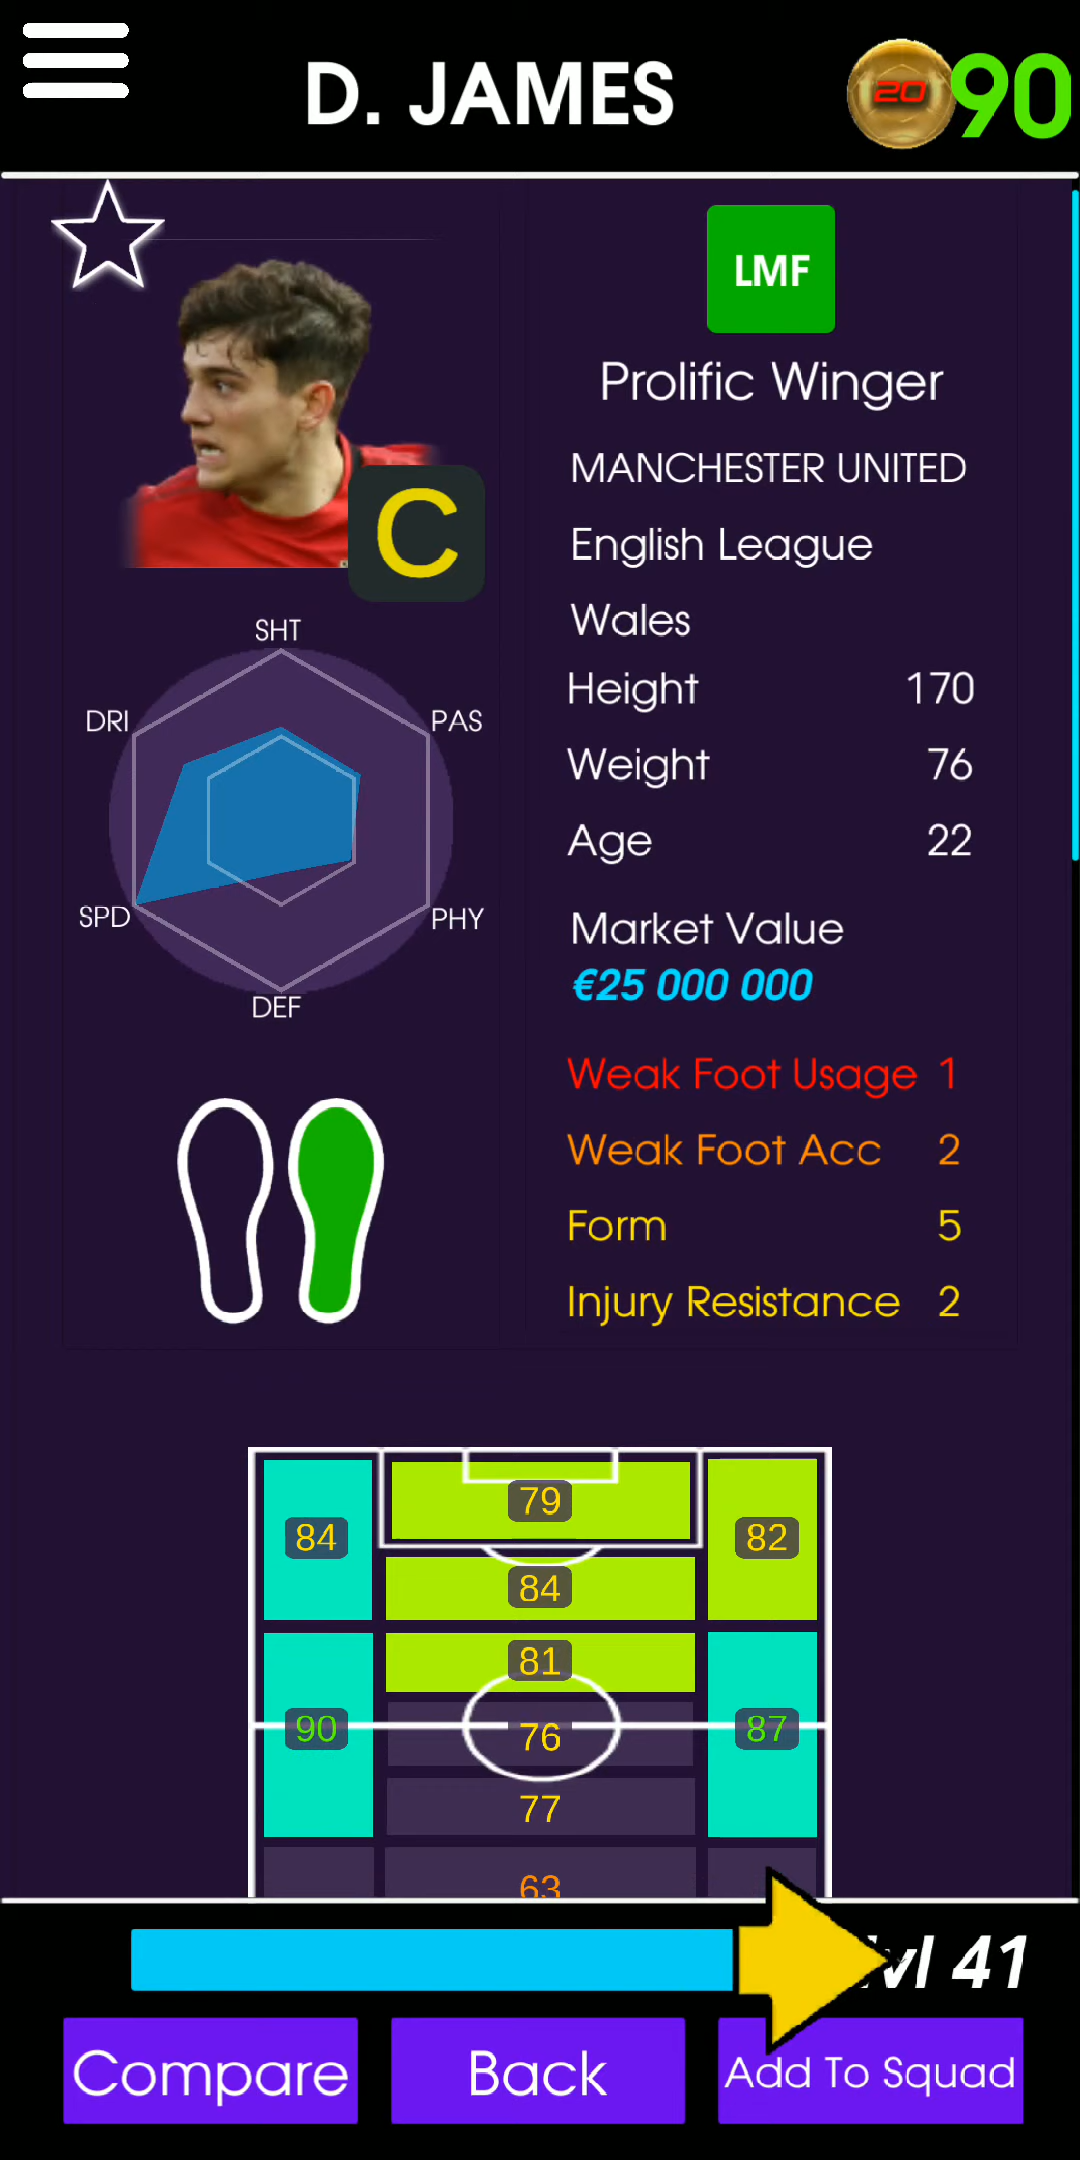 D. JAMES
20 90
LMF
Prolific Winger
MANCHESTER UNITED
English League
Wales
Height 170
Weight 76
Age 22
Market Value
€25 000 000
Weak Foot Usage 1
Weak Foot Acc 2
Form 5
Injury Resistance 2
C
SHT
DRI PAS
SPD PHY
DEF
79
84 82
84
81
90 87
76
77
63
lvl 41
Compare Back Add To Squad